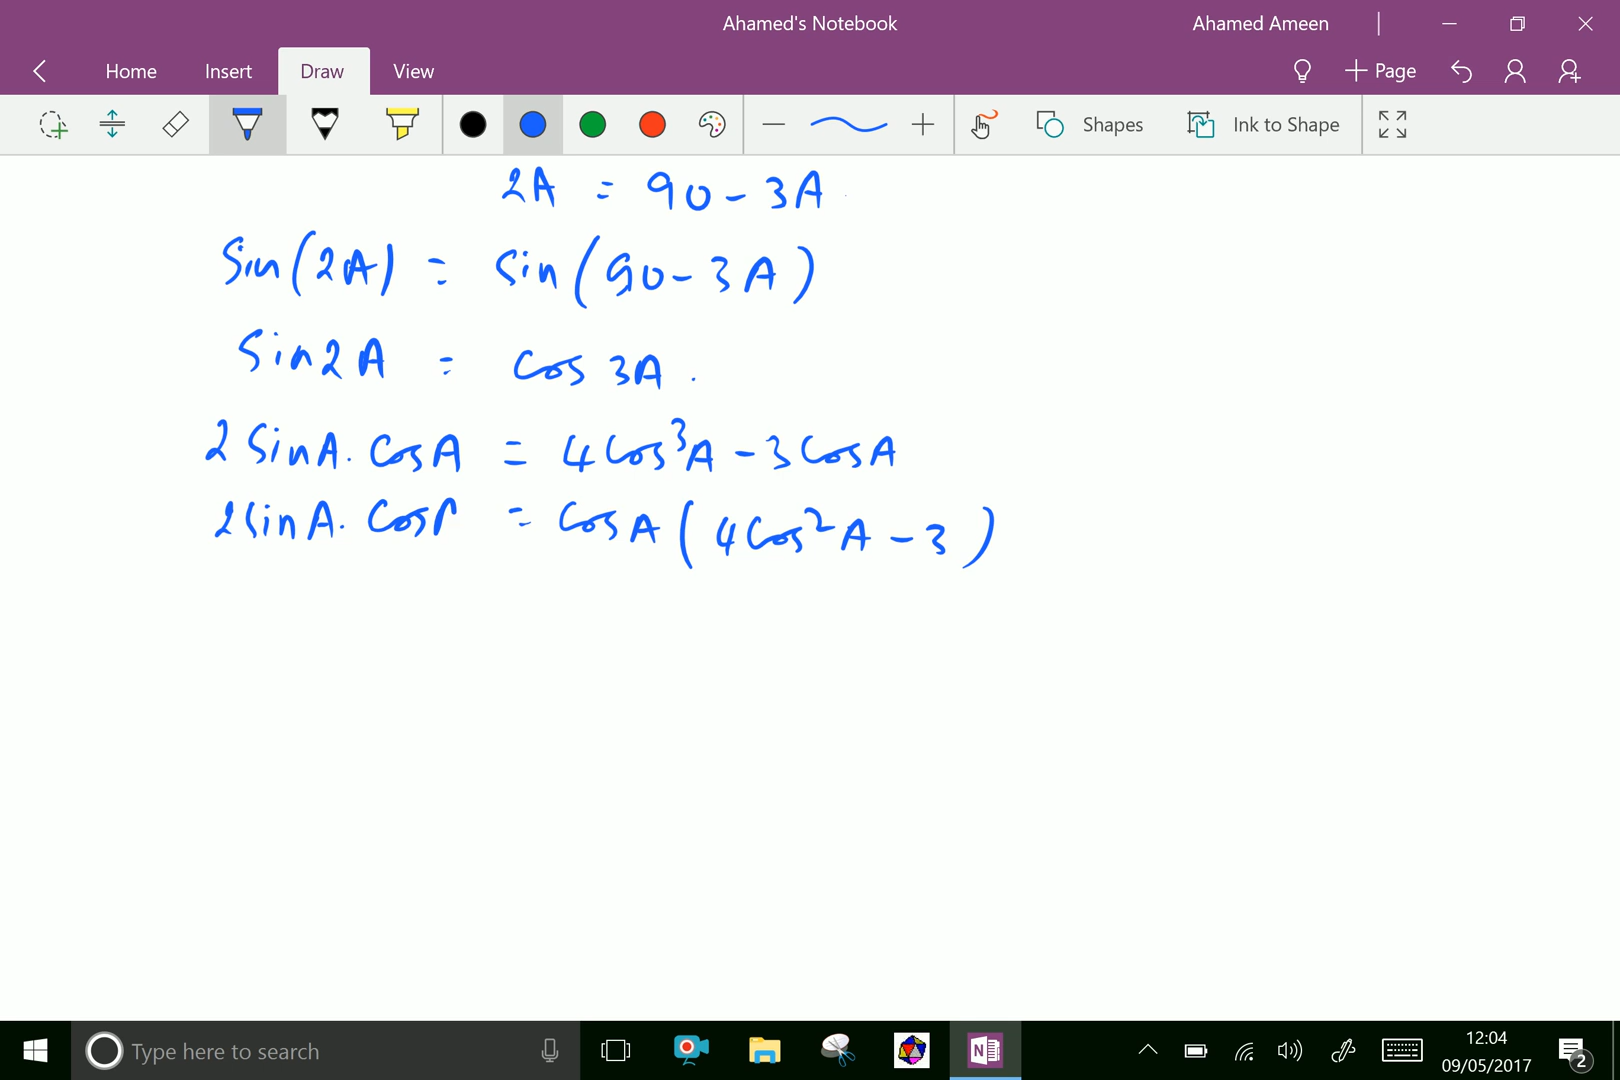 Ahamed's Notebook
Ahamed Ameen
Home Insert Draw View
Page
Shapes Ink to Shape
2A = 90 - 3A
Sin(2A) = Sin(90 - 3A)
Sin2A = Cos 3A.
2 SinA. CosA = 4Cos³A - 3CosA
2SinA. Cos = CosA(4Cos²A - 3)
Type here to search
12:04
09/05/2017
2